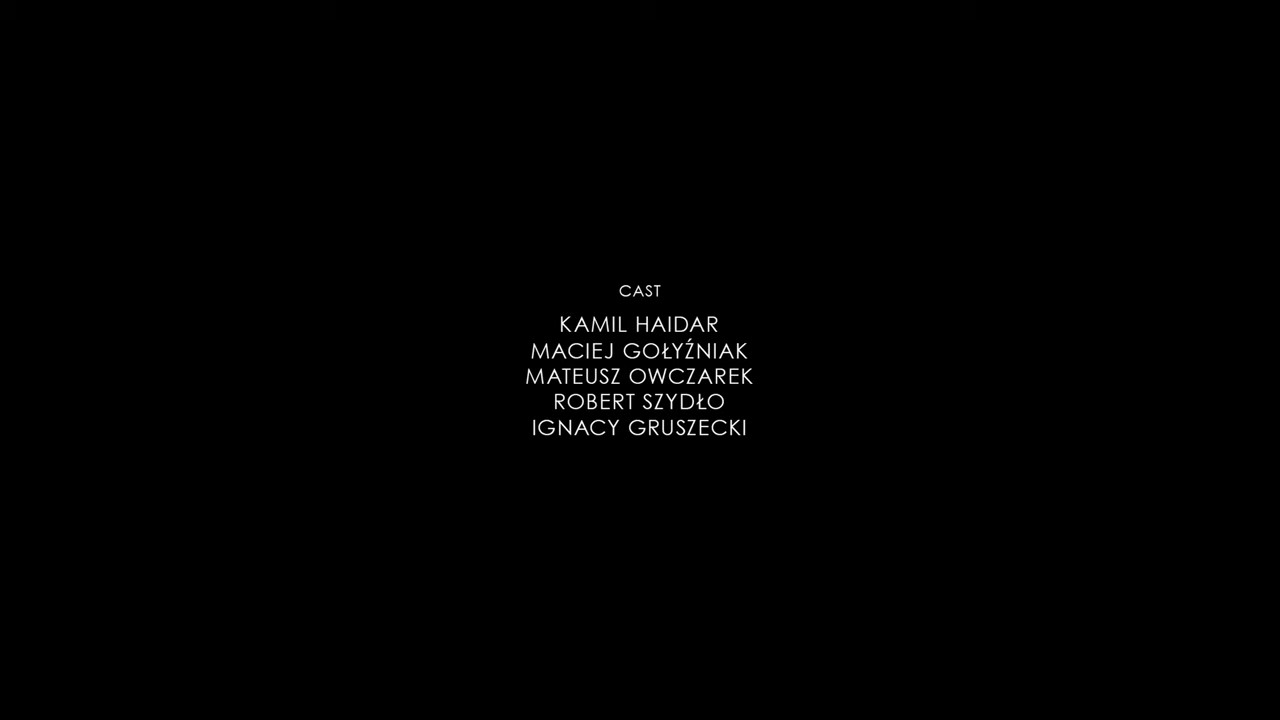 CAST
KAMIL HAIDAR
MACIEJ GOŁYŹNIAK
MATEUSZ OWCZAREK
ROBERT SZYDŁO
IGNACY GRUSZECKI